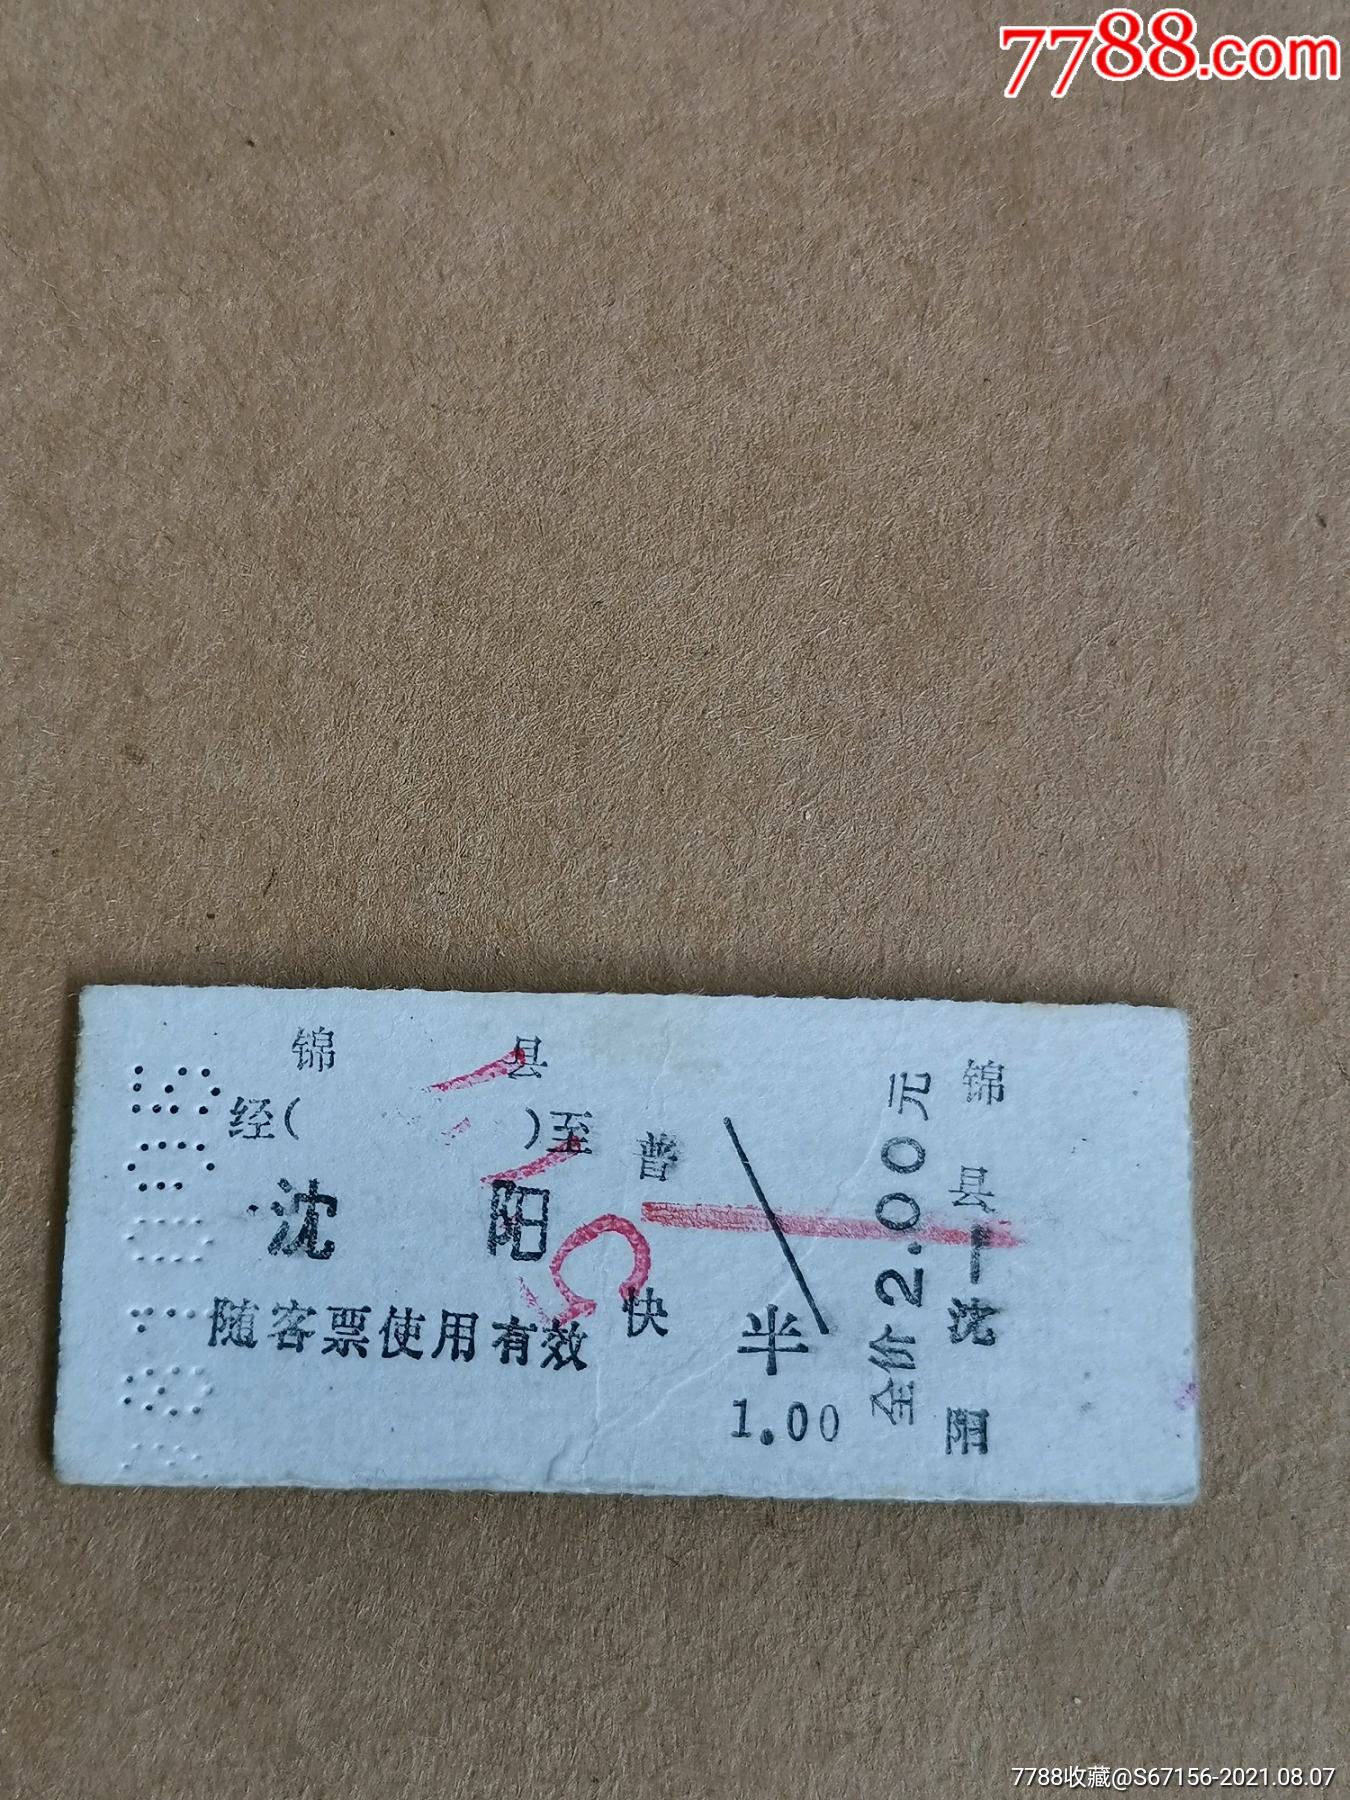 7788.com
锦 县
经( )至
沈 阳
随客票使用有效
普快
半
1.00
全价2.00元
锦县—沈阳
7788收藏@S67156-2021.08.07